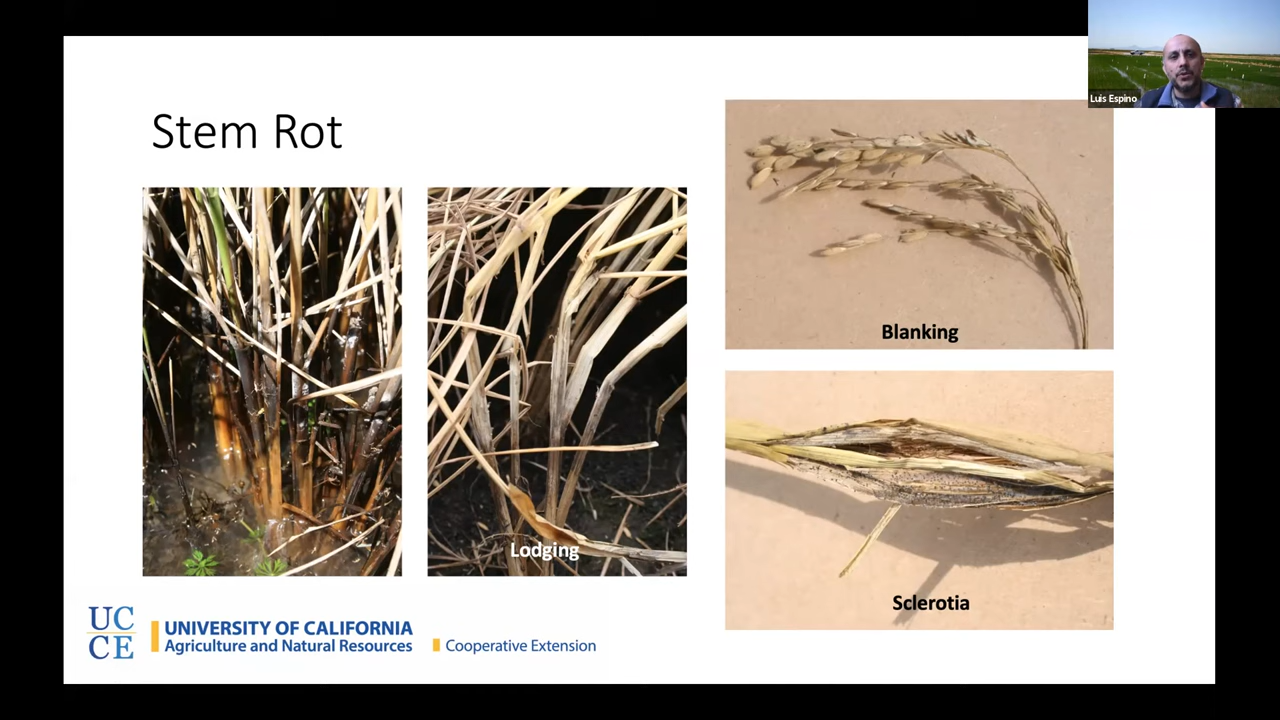 Luis Espino
Stem Rot
Lodging
Blanking
Sclerotia
UC
CE
UNIVERSITY OF CALIFORNIA
Agriculture and Natural Resources
Cooperative Extension